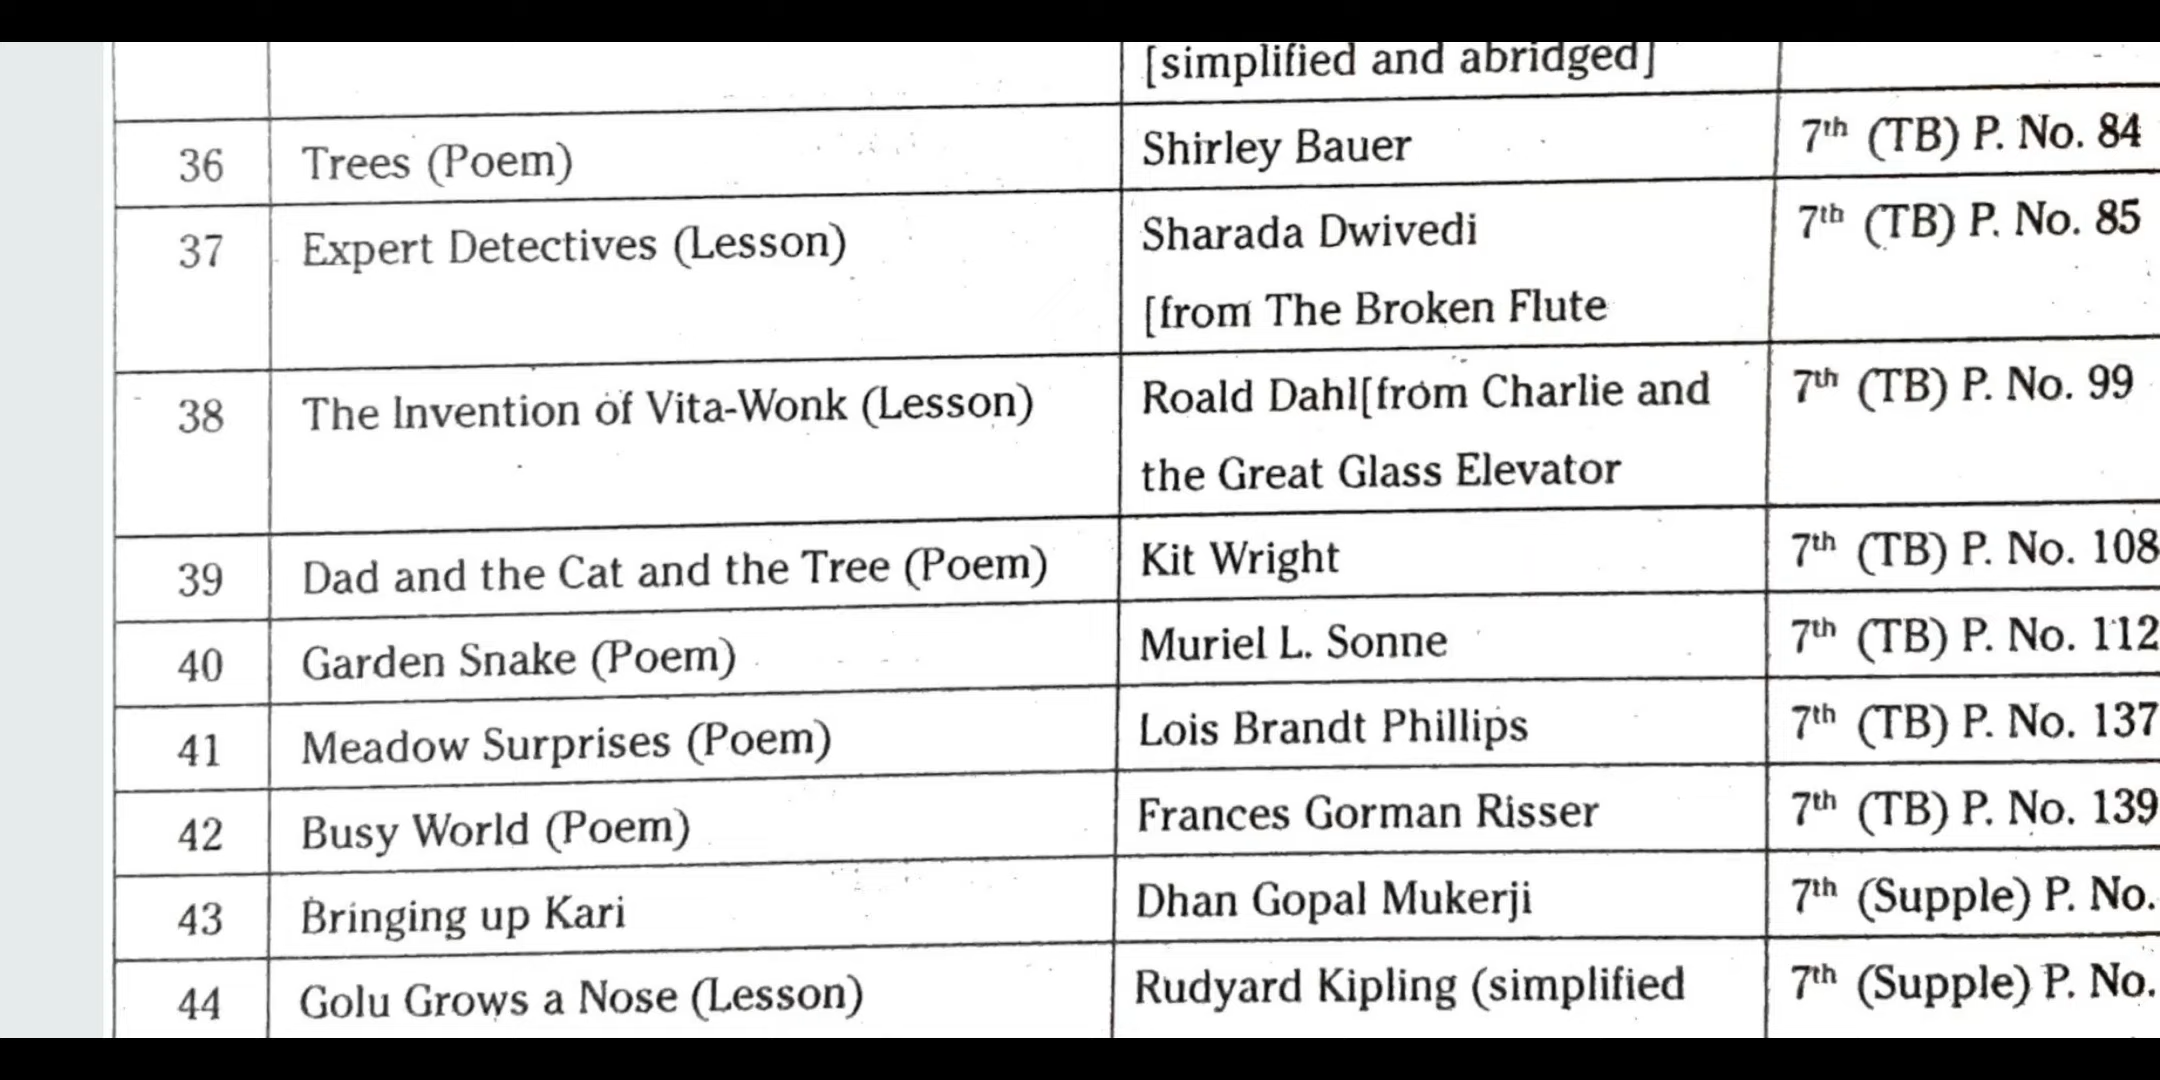 [simplified and abridged]
36 Trees (Poem) Shirley Bauer 7th (TB) P. No. 84
37 Expert Detectives (Lesson) Sharada Dwivedi 7th (TB) P. No. 85
[from The Broken Flute
38 The Invention of Vita-Wonk (Lesson) Roald Dahl[from Charlie and 7th (TB) P. No. 99
the Great Glass Elevator
39 Dad and the Cat and the Tree (Poem) Kit Wright 7th (TB) P. No. 108
40 Garden Snake (Poem) Muriel L. Sonne 7th (TB) P. No. 112
41 Meadow Surprises (Poem) Lois Brandt Phillips 7th (TB) P. No. 137
42 Busy World (Poem) Frances Gorman Risser 7th (TB) P. No. 139
43 Bringing up Kari Dhan Gopal Mukerji 7th (Supple) P. No.
44 Golu Grows a Nose (Lesson) Rudyard Kipling (simplified 7th (Supple) P. No.